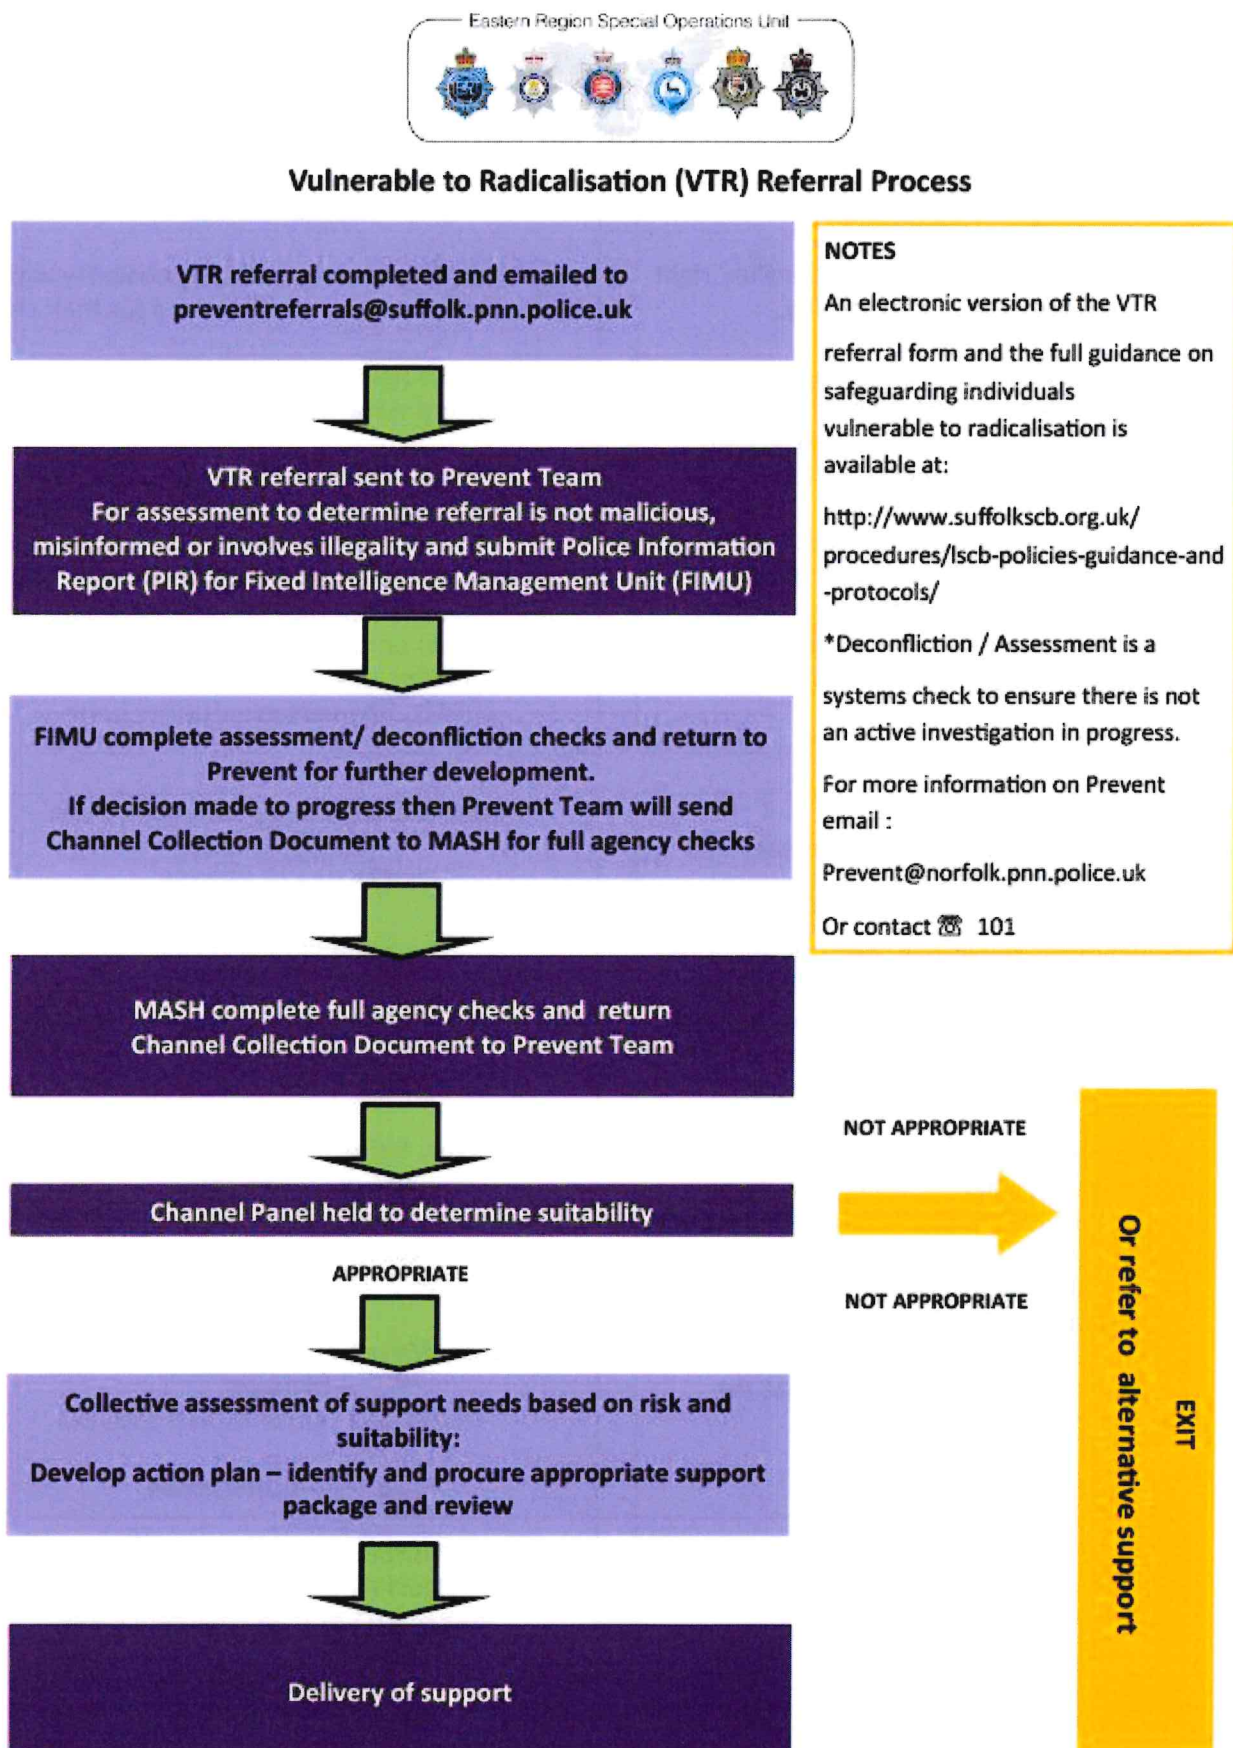 Eastern Region Special Operations Unit
Vulnerable to Radicalisation (VTR) Referral Process
VTR referral completed and emailed to
preventreferrals@suffolk.pnn.police.uk
VTR referral sent to Prevent Team
For assessment to determine referral is not malicious,
misinformed or involves illegality and submit Police Information
Report (PIR) for Fixed Intelligence Management Unit (FIMU)
FIMU complete assessment/ deconfliction checks and return to
Prevent for further development.
If decision made to progress then Prevent Team will send
Channel Collection Document to MASH for full agency checks
MASH complete full agency checks and return
Channel Collection Document to Prevent Team
Channel Panel held to determine suitability
APPROPRIATE
Collective assessment of support needs based on risk and
suitability:
Develop action plan – identify and procure appropriate support
package and review
Delivery of support
NOTES
An electronic version of the VTR
referral form and the full guidance on
safeguarding individuals
vulnerable to radicalisation is
available at:
http://www.suffolkscb.org.uk/
procedures/lscb-policies-guidance-and
-protocols/
*Deconfliction / Assessment is a
systems check to ensure there is not
an active investigation in progress.
For more information on Prevent
email :
Prevent@norfolk.pnn.police.uk
Or contact ☏ 101
NOT APPROPRIATE
NOT APPROPRIATE
EXIT
Or refer to alternative support